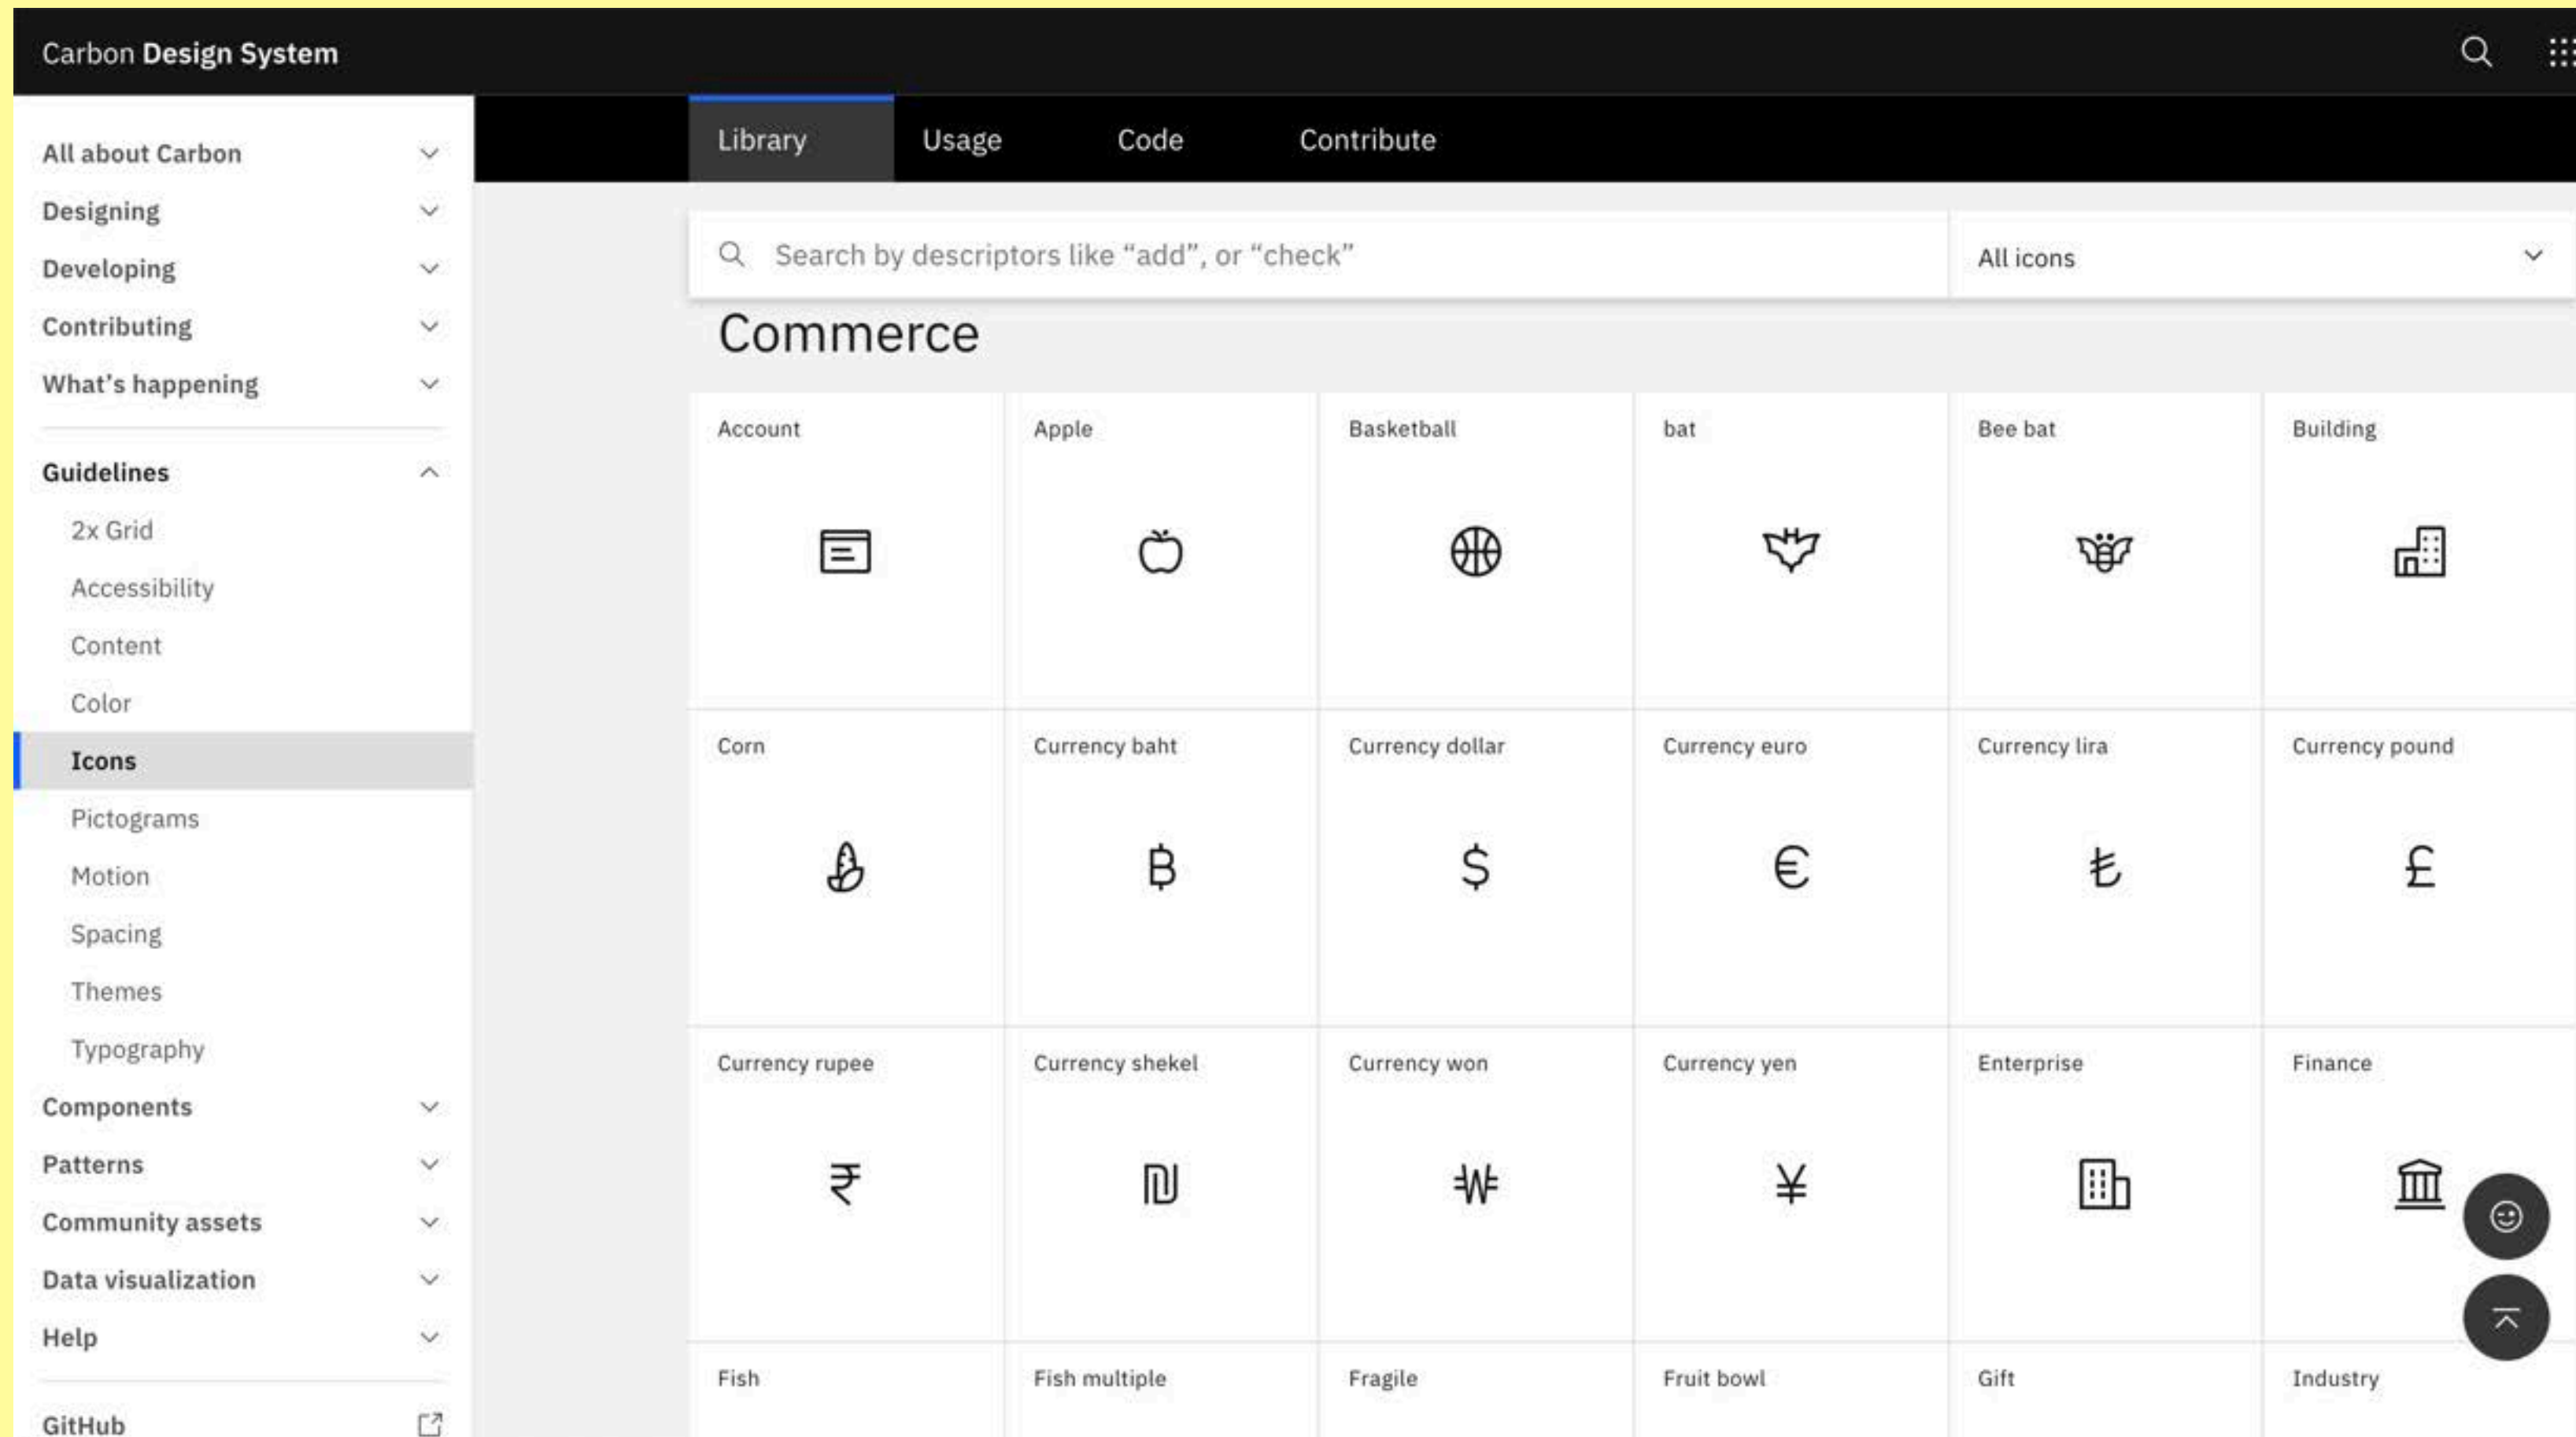 Carbon Design System
All about Carbon
Designing
Developing
Contributing
What's happening
Guidelines
2x Grid
Accessibility
Content
Color
Icons
Pictograms
Motion
Spacing
Themes
Typography
Components
Patterns
Community assets
Data visualization
Help
GitHub
Library Usage Code Contribute
Search by descriptors like “add”, or “check” All icons
Commerce
Account Apple Basketball bat Bee bat Building
Corn Currency baht Currency dollar Currency euro Currency lira Currency pound
฿ $ € ₺ £
Currency rupee Currency shekel Currency won Currency yen Enterprise Finance
₹ ₪ ₩ ¥
Fish Fish multiple Fragile Fruit bowl Gift Industry